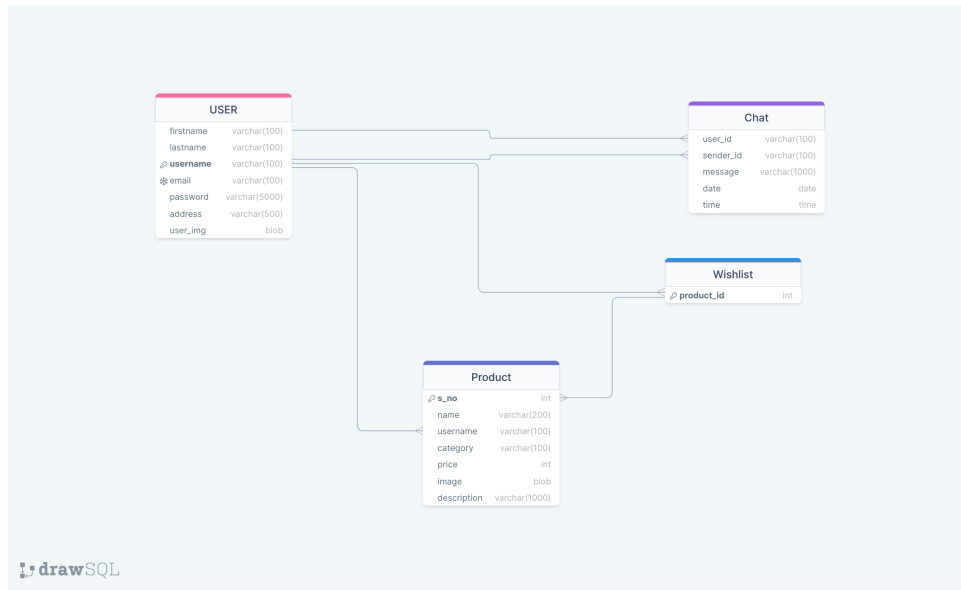 USER
firstname varchar(100)
lastname varchar(100)
username varchar(100)
email varchar(100)
password varchar(5000)
address varchar(500)
user_img blob
Chat
user_id varchar(100)
sender_id varchar(100)
message varchar(1000)
date date
time time
Wishlist
product_id int
Product
s_no int
name varchar(200)
username varchar(100)
category varchar(100)
price int
image blob
description varchar(1000)
drawSQL